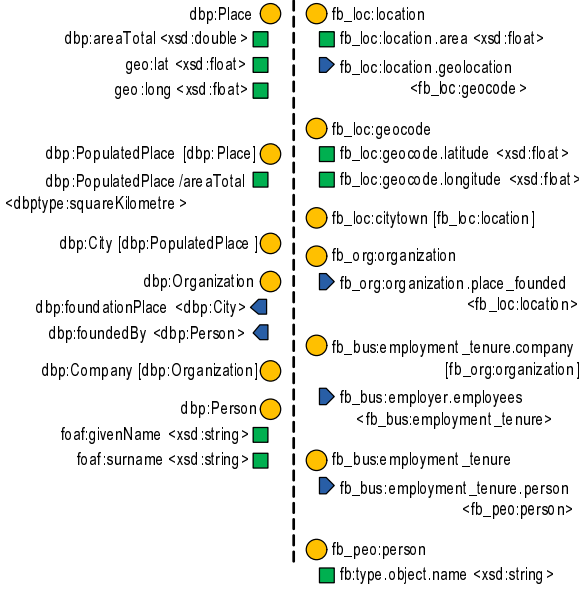 dbp:Place
dbp:areaTotal <xsd:double>
geo:lat <xsd:float>
geo:long <xsd:float>
dbp:PopulatedPlace [dbp:Place]
dbp:PopulatedPlace/areaTotal
<dbptype:squareKilometre>
dbp:City [dbp:PopulatedPlace]
dbp:Organization
dbp:foundationPlace <dbp:City>
dbp:foundedBy <dbp:Person>
dbp:Company [dbp:Organization]
dbp:Person
foaf:givenName <xsd:string>
foaf:surname <xsd:string>
fb_loc:location
fb_loc:location.area <xsd:float>
fb_loc:location.geolocation
<fb_loc:geocode>
fb_loc:geocode
fb_loc:geocode.latitude <xsd:float>
fb_loc:geocode.longitude <xsd:float>
fb_loc:citytown [fb_loc:location]
fb_org:organization
fb_org:organization.place_founded
<fb_loc:location>
fb_bus:employment_tenure.company
[fb_org:organization]
fb_bus:employer.employees
<fb_bus:employment_tenure>
fb_bus:employment_tenure
fb_bus:employment_tenure.person
<fb_peo:person>
fb_peo:person
fb:type.object.name <xsd:string>